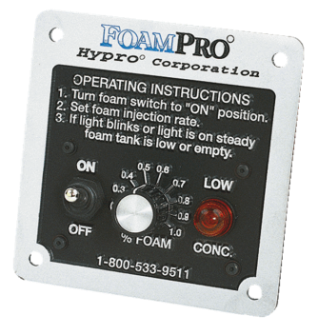 FOAMPRO
Hypro Corporation
OPERATING INSTRUCTIONS
1. Turn foam switch to "ON" position.
2. Set foam injection rate.
3. If light blinks or light is on steady
foam tank is low or empty.
ON
OFF
0.3
0.4
0.5
0.6
0.7
0.8
0.9
1.0
% FOAM
LOW
CONC.
1-800-533-9511